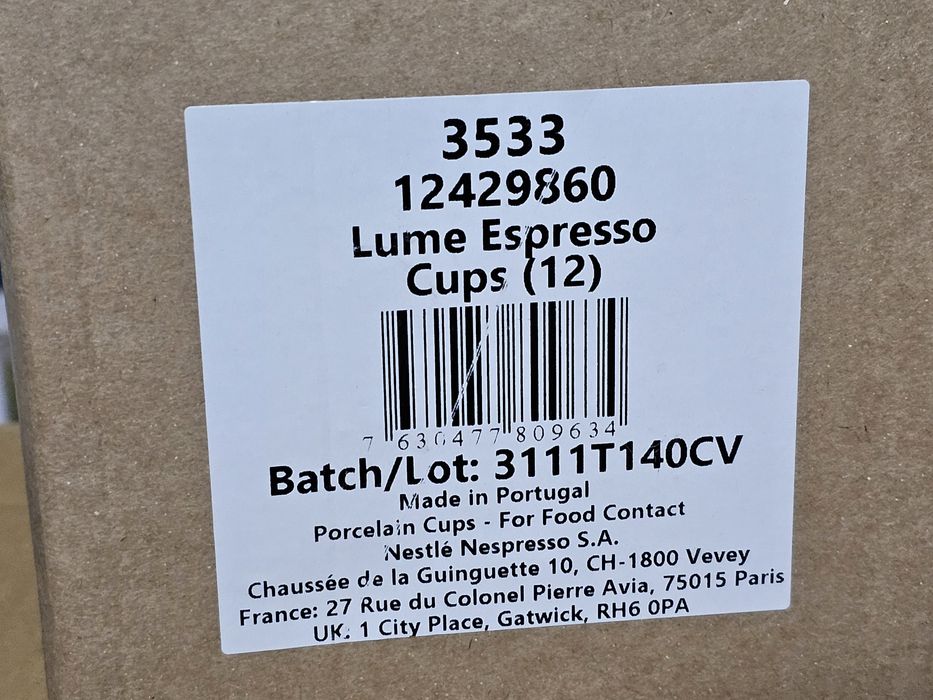 3533
12429860
Lume Espresso
Cups (12)
7 630477 809634
Batch/Lot: 3111T140CV
Made in Portugal
Porcelain Cups - For Food Contact
Nestlé Nespresso S.A.
Chaussée de la Guinguette 10, CH-1800 Vevey
France: 27 Rue du Colonel Pierre Avia, 75015 Paris
UK: 1 City Place, Gatwick, RH6 0PA